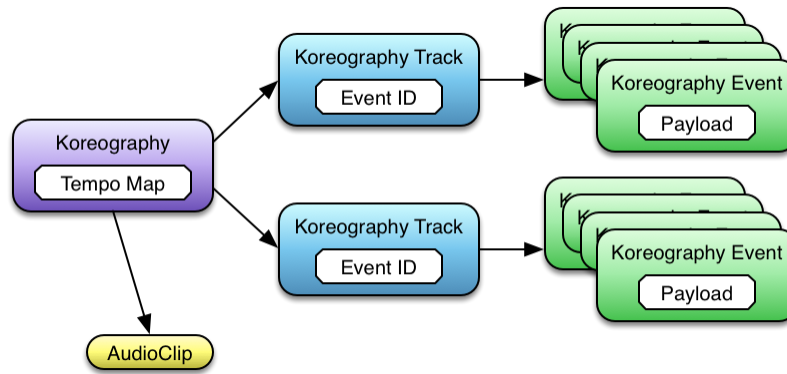 Koreography Track
Event ID
Koreography Event
Payload
Koreography
Tempo Map
Koreography Track
Event ID
Koreography Event
Payload
AudioClip